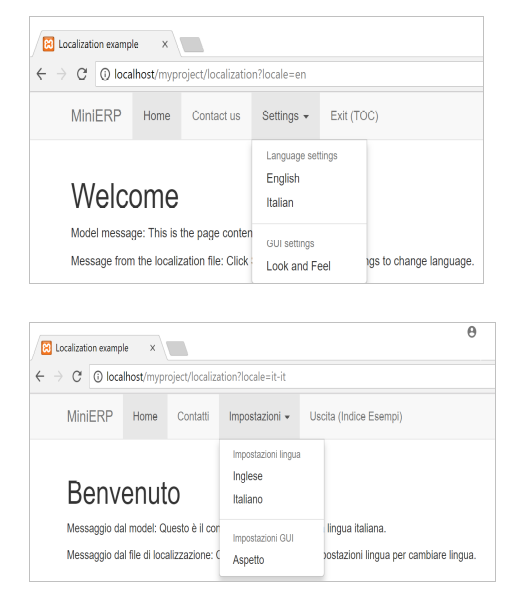 Localization example x
localhost/myproject/localization?locale=en
MiniERP Home Contact us Settings Exit (TOC)
Language settings
English
Italian
GUI settings
Look and Feel
Welcome
Model message: This is the page conten
Message from the localization file: Click ngs to change language.
Localization example x
localhost/myproject/localization?locale=it-it
MiniERP Home Contatti Impostazioni Uscita (Indice Esempi)
Impostazioni lingua
Inglese
Italiano
Impostazioni GUI
Aspetto
Benvenuto
Messaggio dal model: Questo è il con lingua italiana.
Messaggio dal file di localizzazione: postazioni lingua per cambiare lingua.